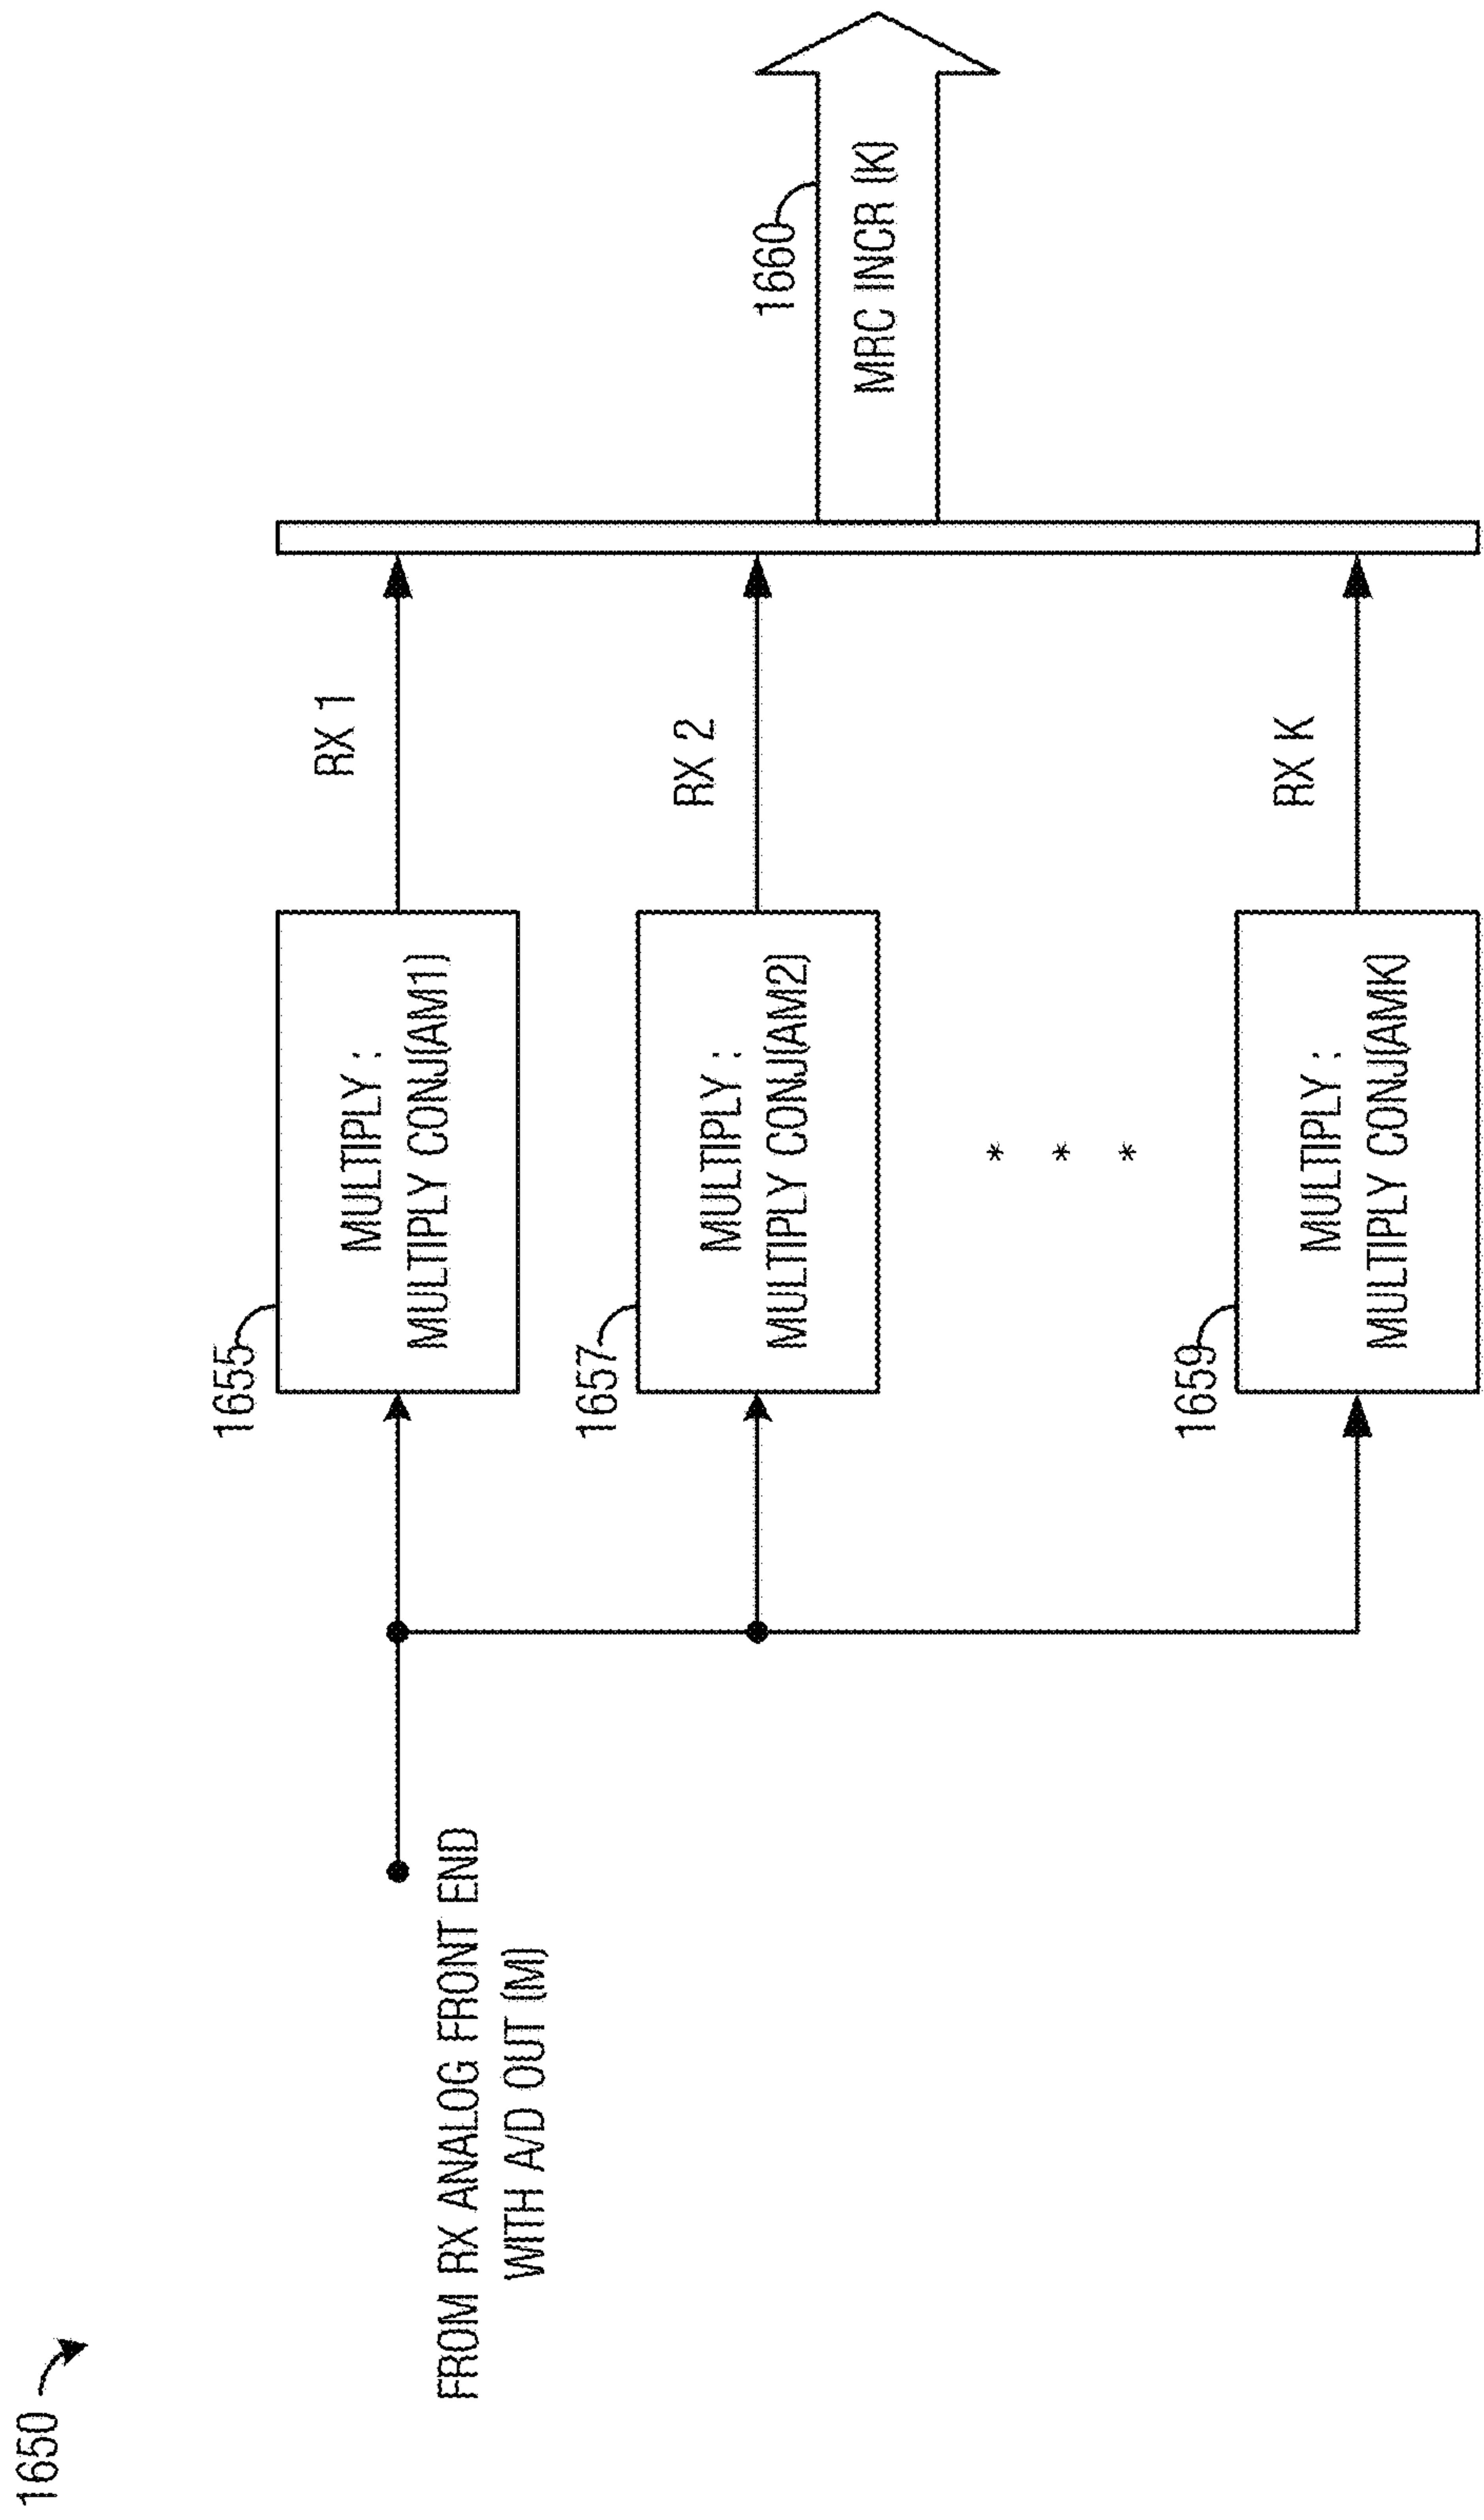 1650
FROM RX ANALOG FRONT END
WITH A/D OUT (M)
1655
MULTIPLY :
MULTIPLY CONJ(AM1)
RX 1
1657
MULTIPLY :
MULTIPLY CONJ(AM2)
RX 2
* * *
1659
MULTIPLY :
MULTIPLY CONJ(AMK)
RX K
1660
MRC INCR (K)